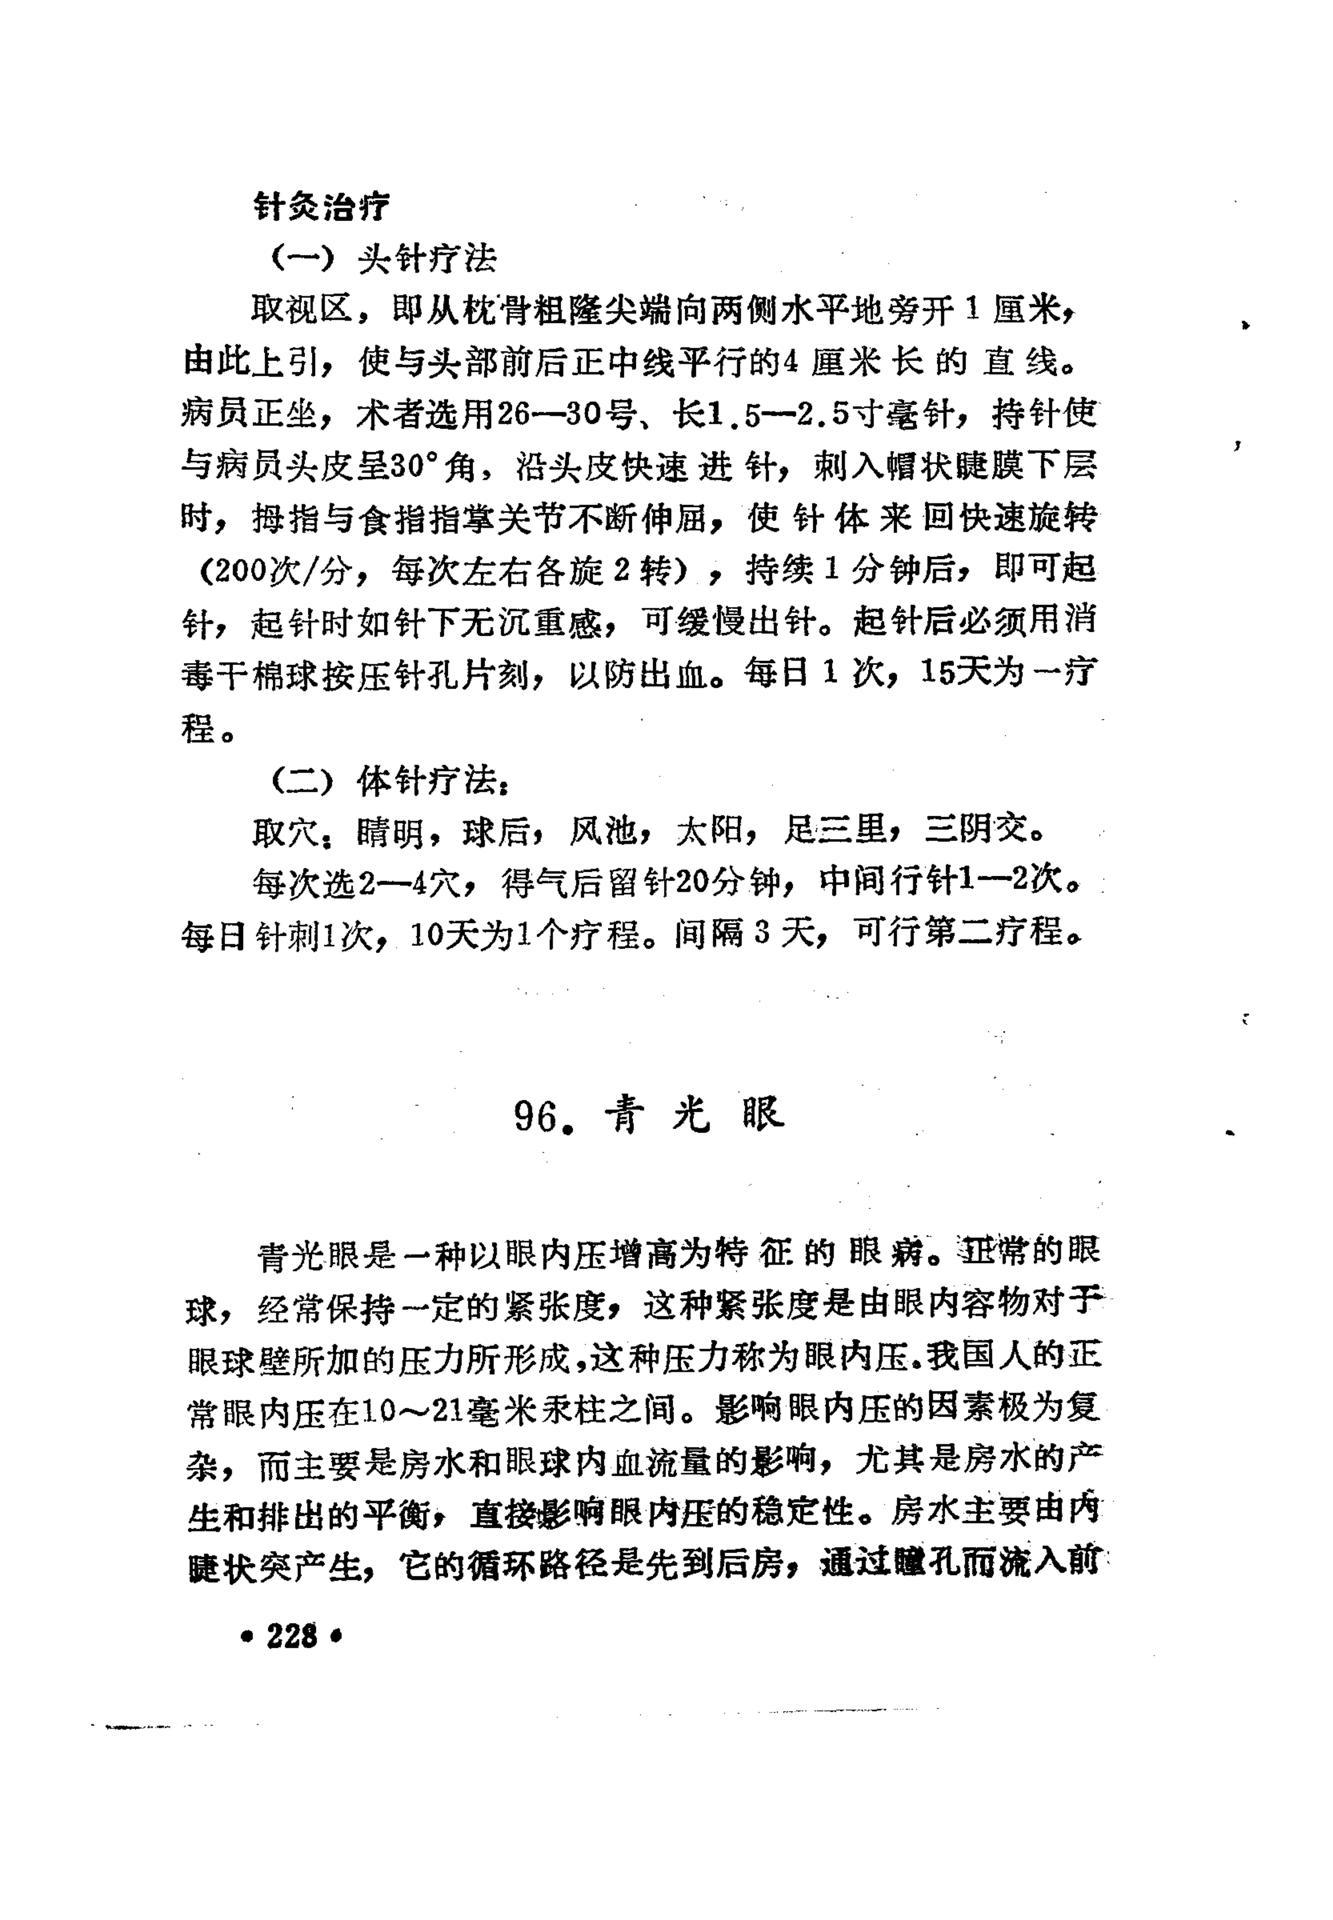 针灸治疗
（一）头针疗法
取视区，即从枕骨粗隆尖端向两侧水平地旁开1厘米，
由此上引，使与头部前后正中线平行的4厘米长的直线。
病员正坐，术者选用26—30号、长1.5—2.5寸毫针，持针使
与病员头皮呈30°角，沿头皮快速进针，刺入帽状睫膜下层
时，拇指与食指指掌关节不断伸屈，使针体来回快速旋转
（200次/分，每次左右各旋2转），持续1分钟后，即可起
针，起针时如针下无沉重感，可缓慢出针。起针后必须用消
毒干棉球按压针孔片刻，以防出血。每日1次，15天为一疗
程。
（二）体针疗法：
取穴：睛明，球后，风池，太阳，足三里，三阴交。
每次选2—4穴，得气后留针20分钟，中间行针1—2次。
每日针刺1次，10天为1个疗程。间隔3天，可行第二疗程。
96．青光眼
青光眼是一种以眼内压增高为特征的眼病。正常的眼
球，经常保持一定的紧张度，这种紧张度是由眼内容物对于
眼球壁所加的压力所形成，这种压力称为眼内压．我国人的正
常眼内压在10～21毫米汞柱之间。影响眼内压的因素极为复
杂，而主要是房水和眼球内血流量的影响，尤其是房水的产
生和排出的平衡，直接影响眼内压的稳定性。房水主要由内
睫状突产生，它的循环路径是先到后房，通过瞳孔而流入前
• 228 •